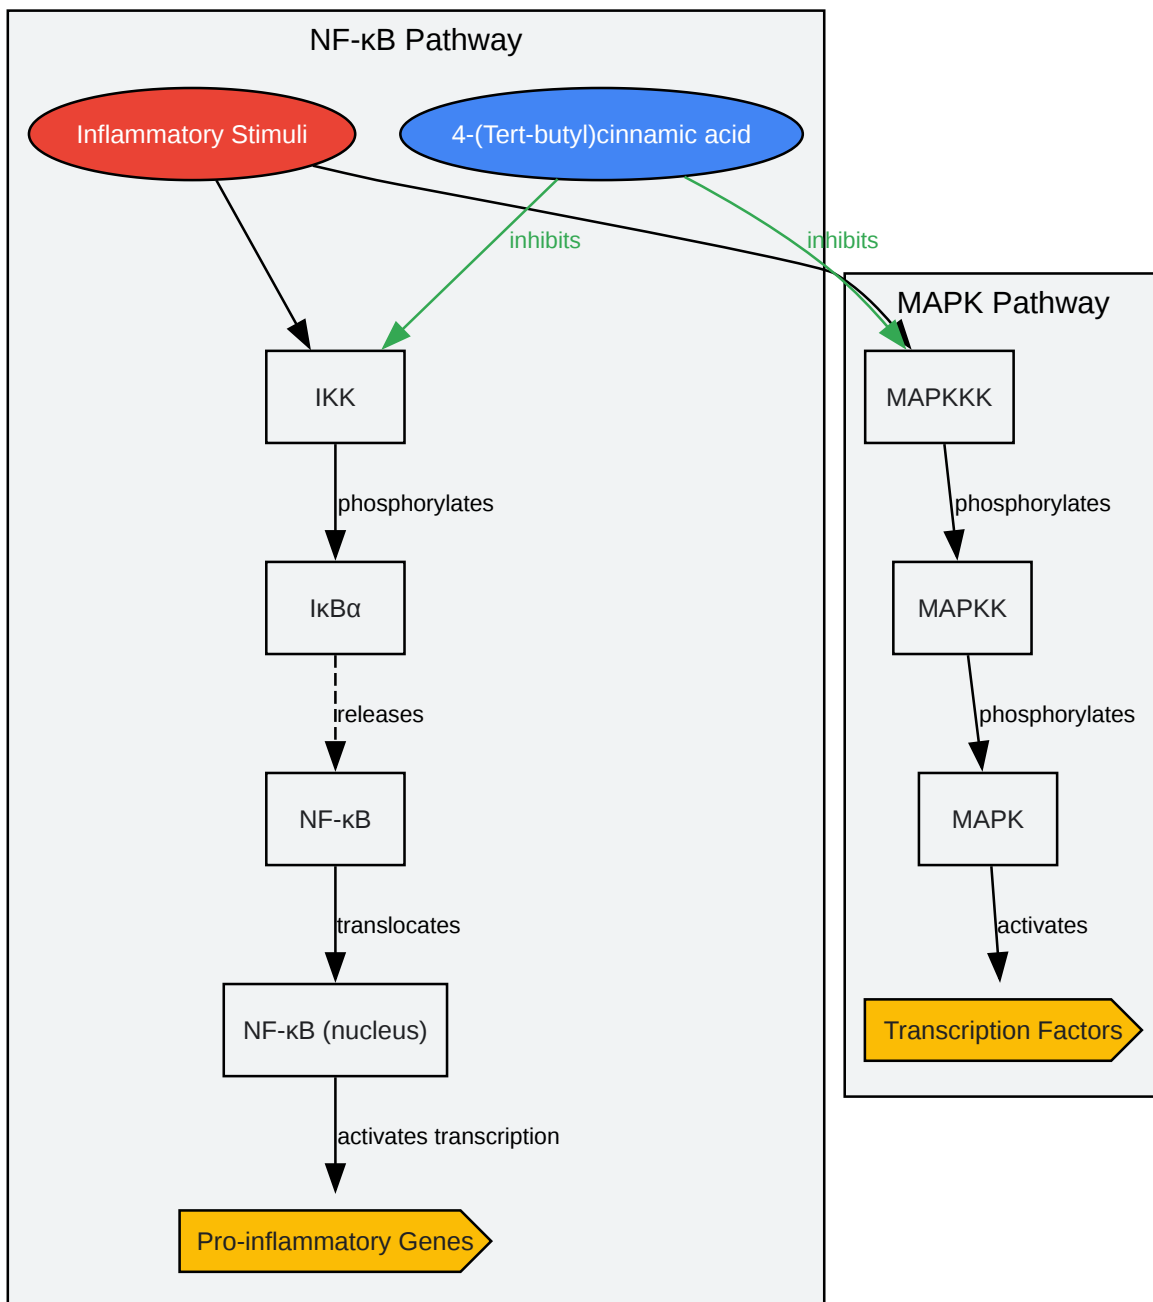 NF-κB Pathway
Inflammatory Stimuli
4-(Tert-butyl)cinnamic acid
inhibits
inhibits
MAPK Pathway
IKK
MAPKKK
phosphorylates
phosphorylates
IκBα
MAPKK
releases
phosphorylates
NF-κB
MAPK
translocates
activates
NF-κB (nucleus)
Transcription Factors
activates transcription
Pro-inflammatory Genes